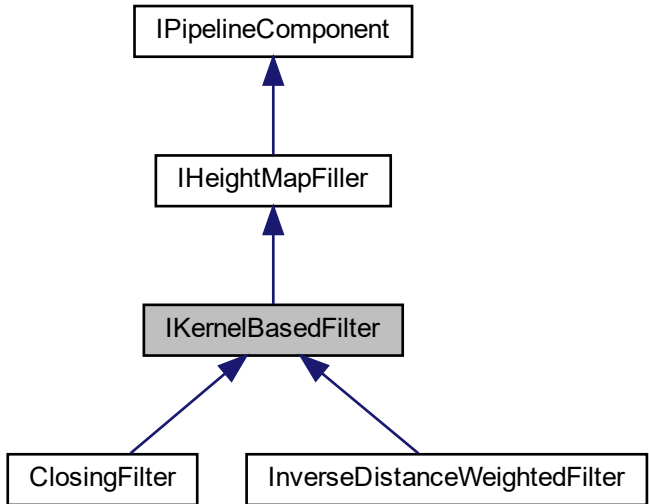 IPipelineComponent
IHeightMapFiller
IKernelBasedFilter
ClosingFilter
InverseDistanceWeightedFilter